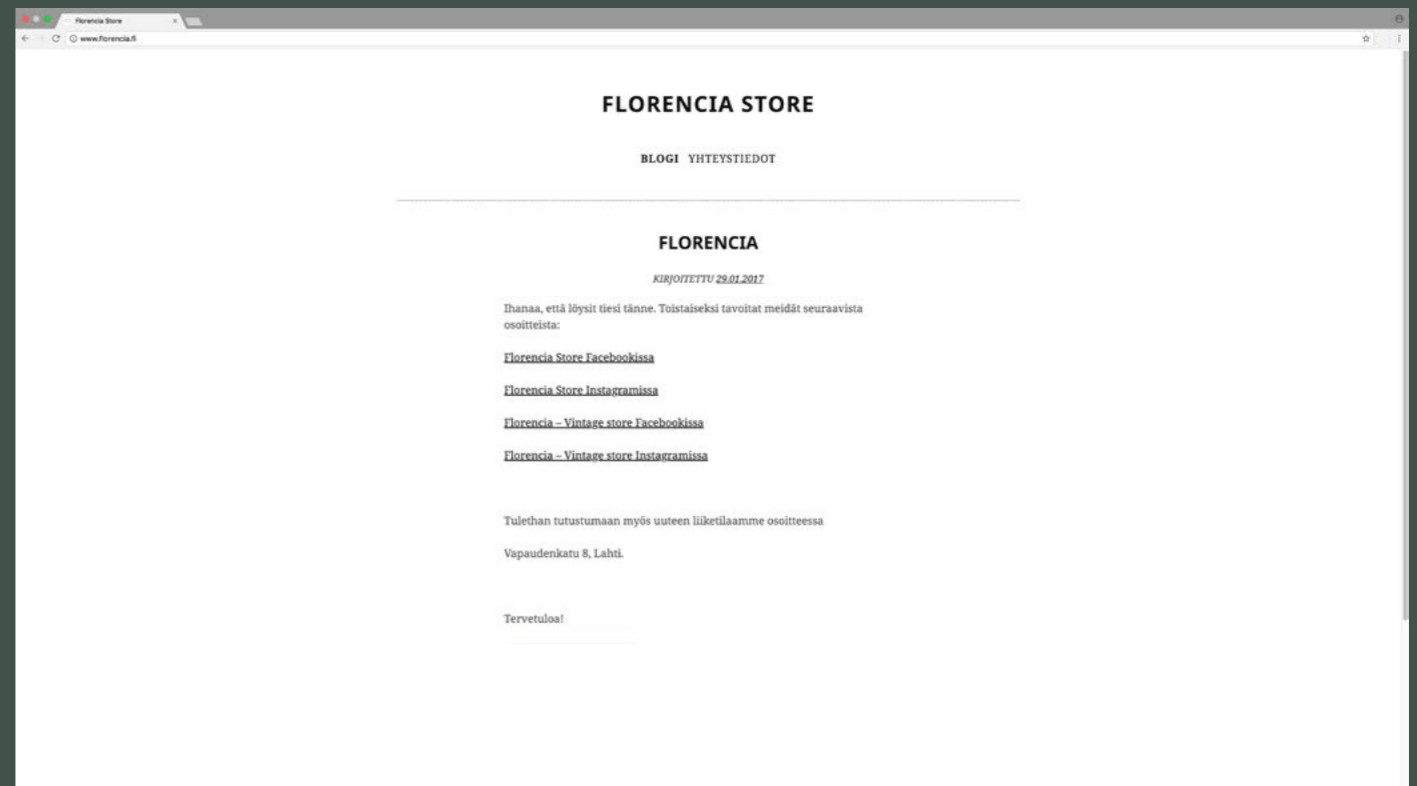 Florencia Store
www.florencia.fi
FLORENCIA STORE
BLOGI YHTEYSTIEDOT
FLORENCIA
KIRJOITETTU 29.01.2017
Ihanaa, että löysit tiesi tänne. Toistaiseksi tavoitat meidät seuraavista
osoitteista:
Florencia Store Facebookissa
Florencia Store Instagramissa
Florencia – Vintage store Facebookissa
Florencia – Vintage store Instagramissa
Tulethan tutustumaan myös uuteen liiketilaamme osoitteessa
Vapaudenkatu 8, Lahti.
Tervetuloa!